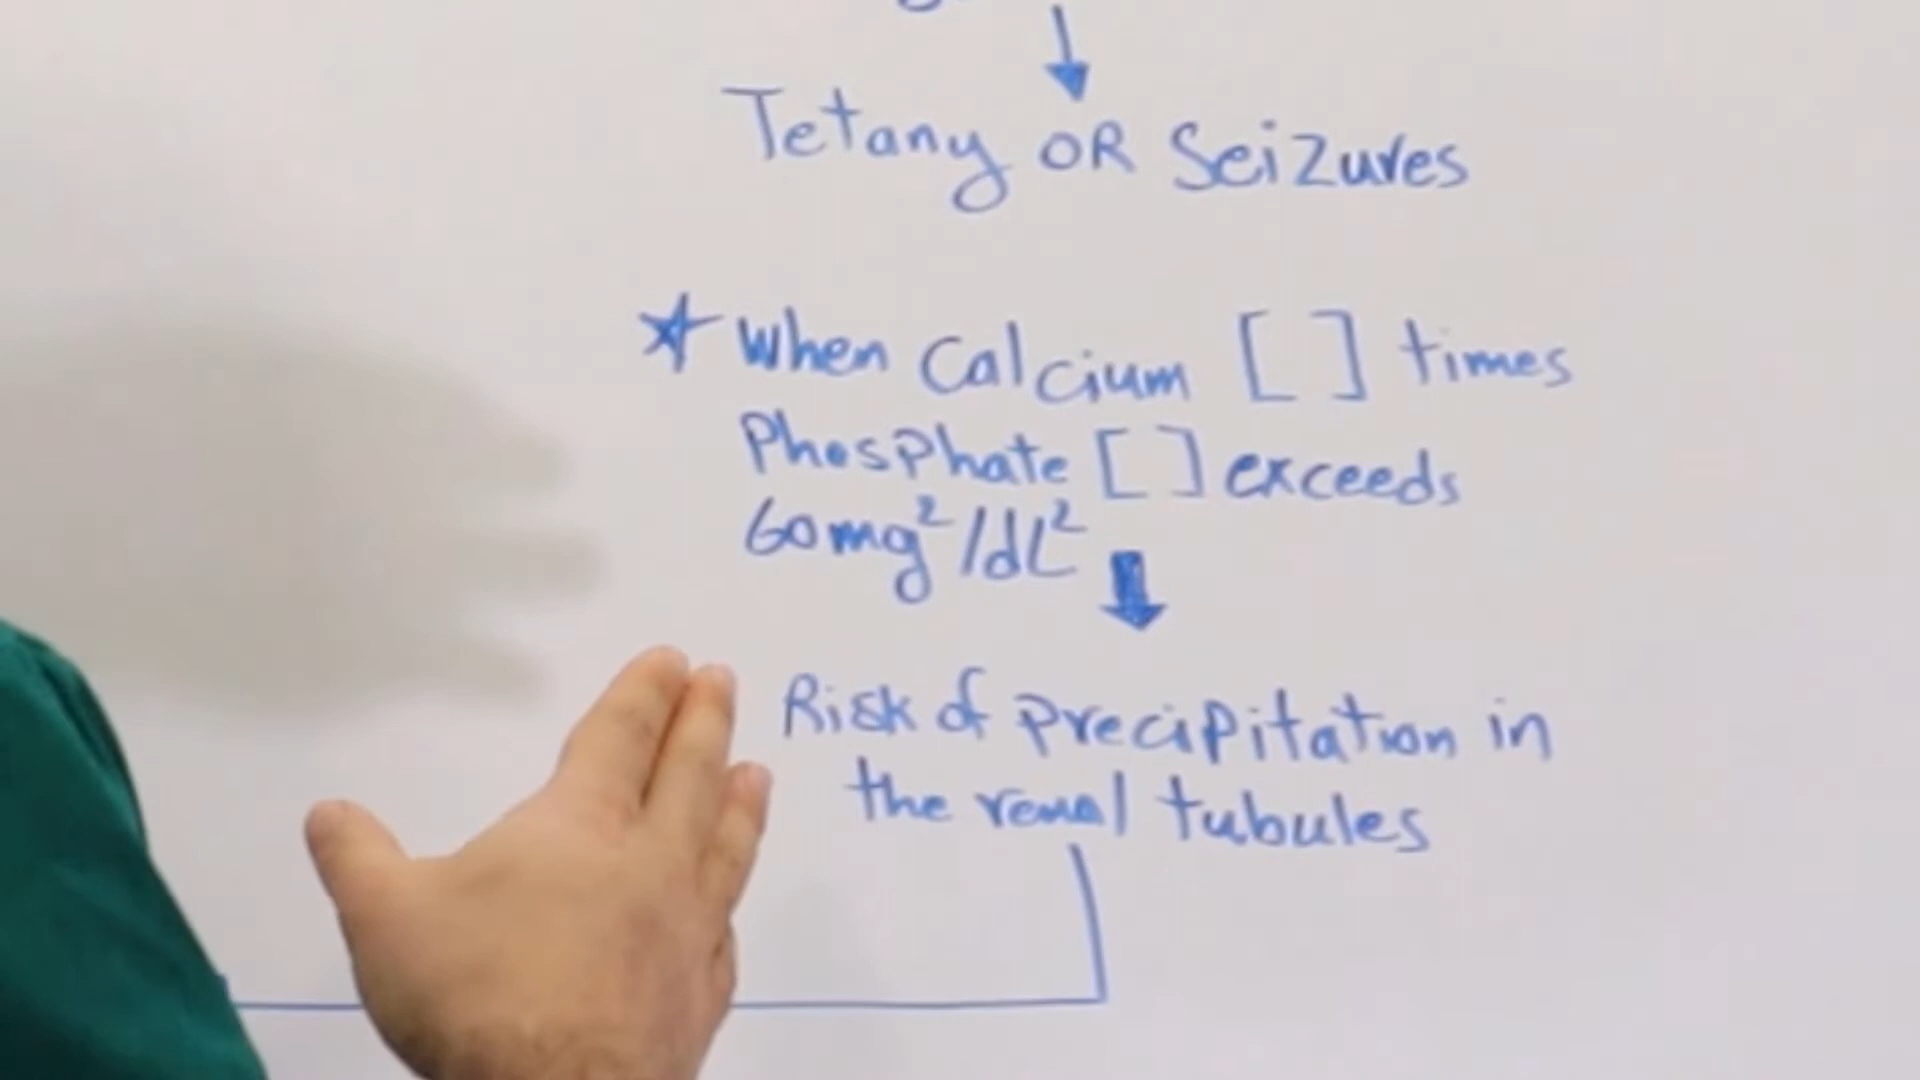 Tetany OR Seizures
★ When Calcium [ ] times
Phosphate [ ] exceeds
60mg²/dL²
Risk of precipitation in
the renal tubules